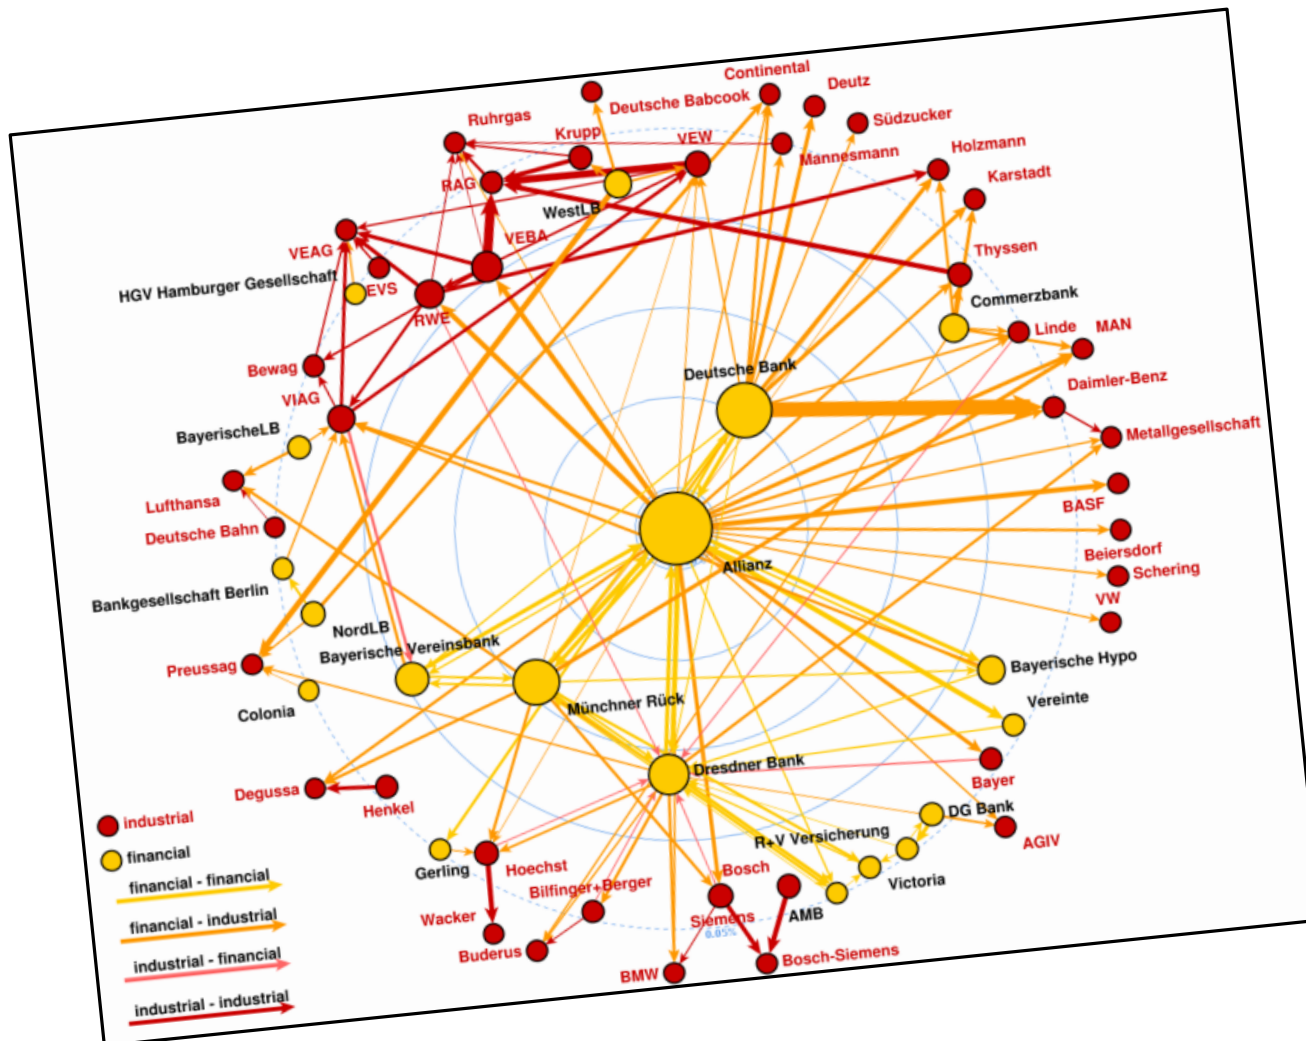 Continental
Deutz
Deutsche Babcook
Südzucker
Ruhrgas
Krupp
VEW
Mannesmann
Holzmann
RAG
Karstadt
WestLB
VEBA
VEAG
Thyssen
HGV Hamburger Gesellschaft
EVS
Commerzbank
RWE
Linde
MAN
Bewag
Deutsche Bank
Daimler-Benz
VIAG
BayerischeLB
Metallgesellschaft
Lufthansa
BASF
Deutsche Bahn
Beiersdorf
Allianz
Schering
Bankgesellschaft Berlin
VW
NordLB
Bayerische Vereinsbank
Preussag
Bayerische Hypo
Münchner Rück
Vereinte
Colonia
Dresdner Bank
Bayer
Degussa
Henkel
DG Bank
industrial
R+V Versicherung
AGIV
financial
Gerling
Hoechst
Bosch
Victoria
financial - financial
Bilfinger+Berger
AMB
Wacker
Siemens
financial - industrial
0.05%
Buderus
Bosch-Siemens
BMW
industrial - financial
industrial - industrial